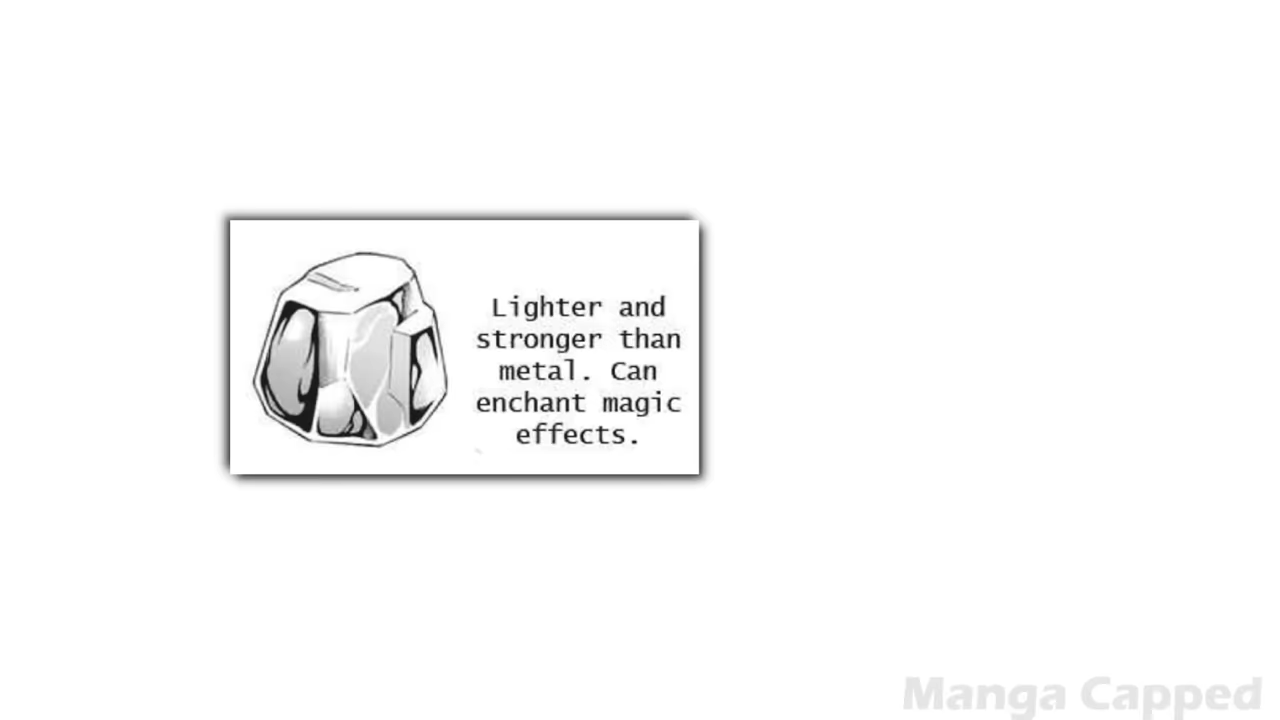 Lighter and
stronger than
metal. Can
enchant magic
effects.
Manga Capped